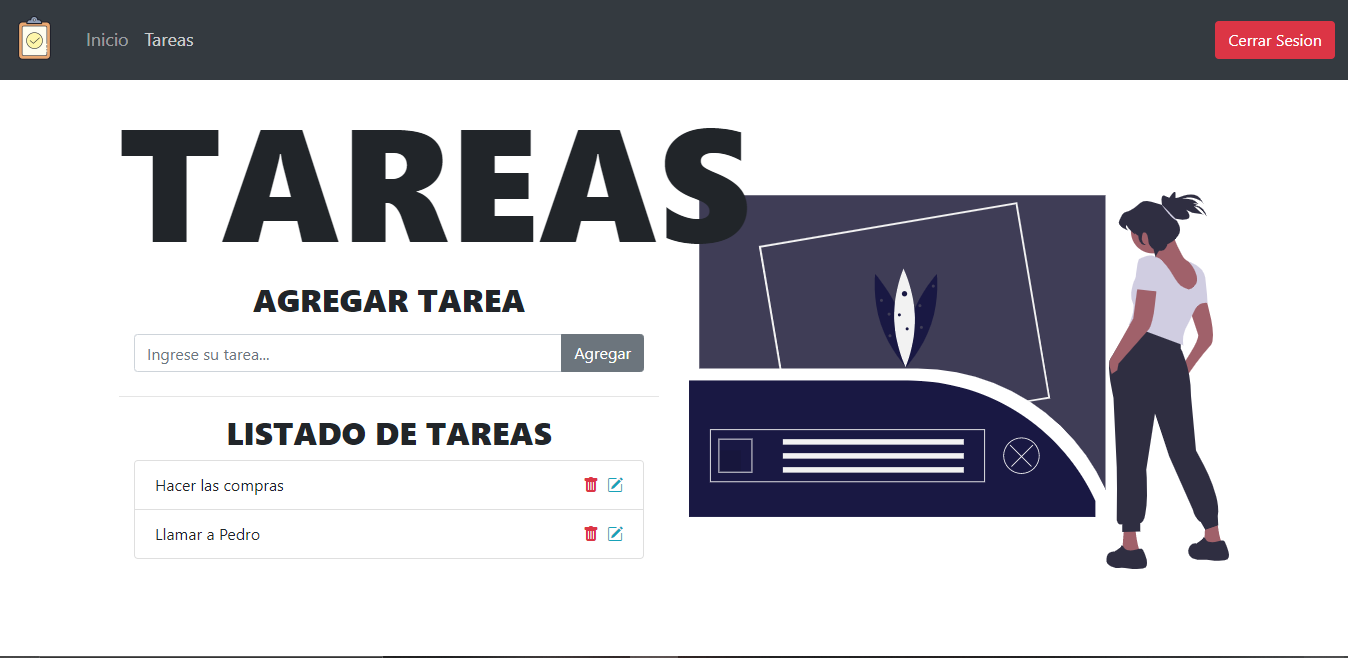 Inicio Tareas Cerrar Sesion
TAREAS
AGREGAR TAREA
Ingrese su tarea... Agregar
LISTADO DE TAREAS
Hacer las compras
Llamar a Pedro